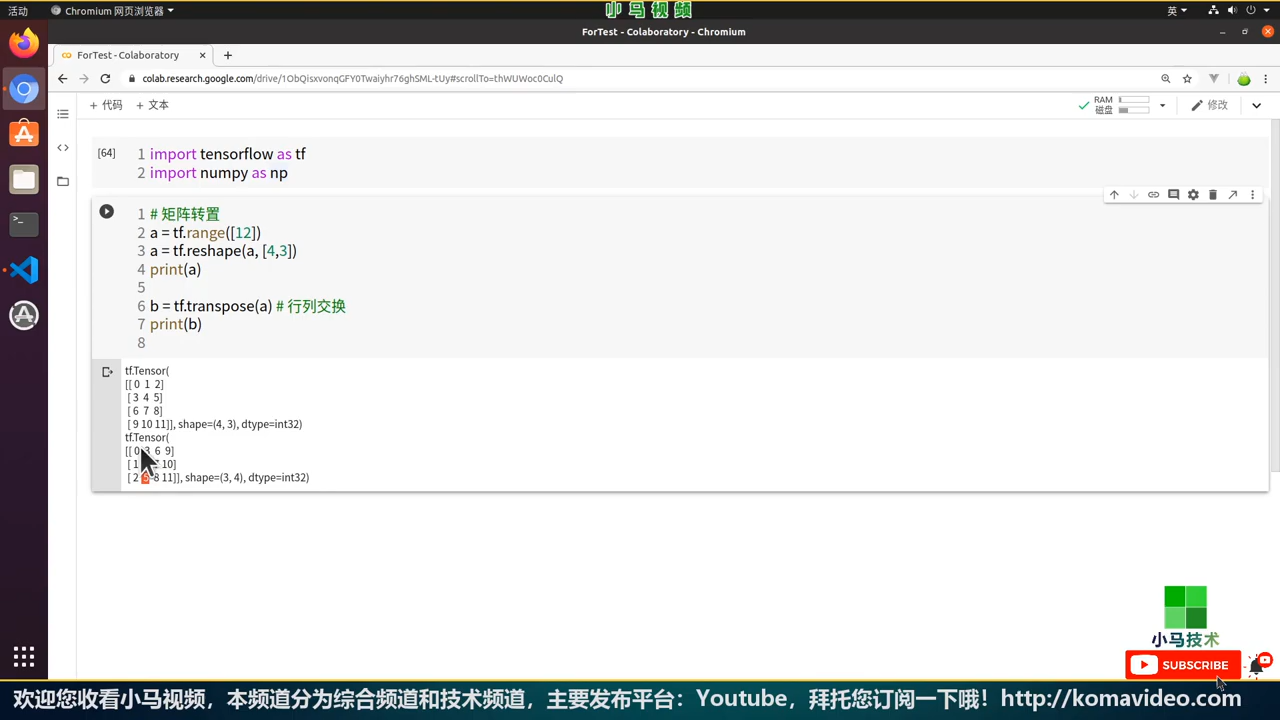 活动
Chromium 网页浏览器
小马视频
英
ForTest - Colaboratory - Chromium
ForTest - Colaboratory
colab.research.google.com/drive/1ObQisxvonqGFY0Twaiyhr76ghSML-tUy#scrollTo=thWUWoc0CulQ
+ 代码 + 文本
RAM
磁盘
修改
[64]
1 import tensorflow as tf
2 import numpy as np
1 # 矩阵转置
2 a = tf.range([12])
3 a = tf.reshape(a, [4,3])
4 print(a)
5
6 b = tf.transpose(a) # 行列交换
7 print(b)
8
tf.Tensor(
[[ 0 1 2]
[ 3 4 5]
[ 6 7 8]
[ 9 10 11]], shape=(4, 3), dtype=int32)
tf.Tensor(
[[ 0 3 6 9]
[ 1 10]
[ 2 8 11]], shape=(3, 4), dtype=int32)
小马技术
SUBSCRIBE
欢迎您收看小马视频，本频道分为综合频道和技术频道，主要发布平台：Youtube，拜托您订阅一下哦！http://komavideo.com